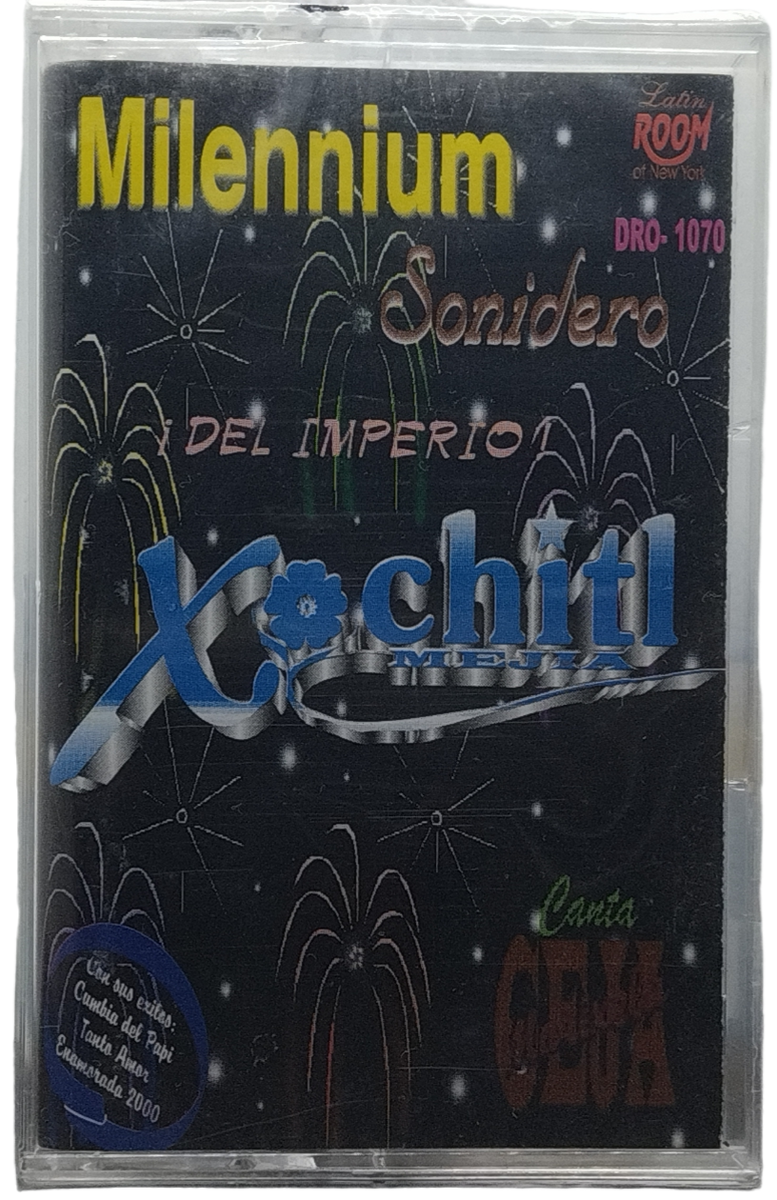 Milennium
Latin
ROOM
of New York
DRO- 1070
Sonidero
¡DEL IMPERIO!
Xochitl
MEJIA
Canta
CEJA
Con sus exitos:
Cumbia del Papi
Tanto Amor
Enamorada 2000